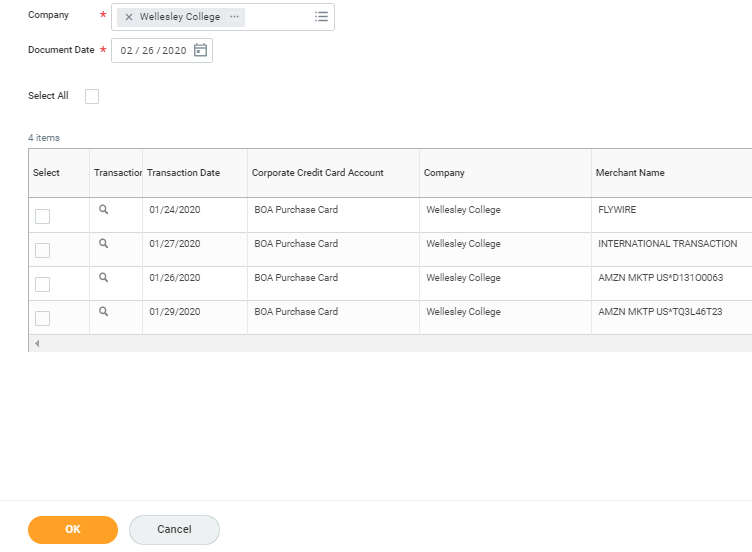 Company * × Wellesley College ...
Document Date * 02 / 26 / 2020
Select All
4 items
Select Transaction Transaction Date Corporate Credit Card Account Company Merchant Name
01/24/2020 BOA Purchase Card Wellesley College FLYWIRE
01/27/2020 BOA Purchase Card Wellesley College INTERNATIONAL TRANSACTION
01/26/2020 BOA Purchase Card Wellesley College AMZN MKTP US*D131O0063
01/29/2020 BOA Purchase Card Wellesley College AMZN MKTP US*TQ3L46T23
OK Cancel